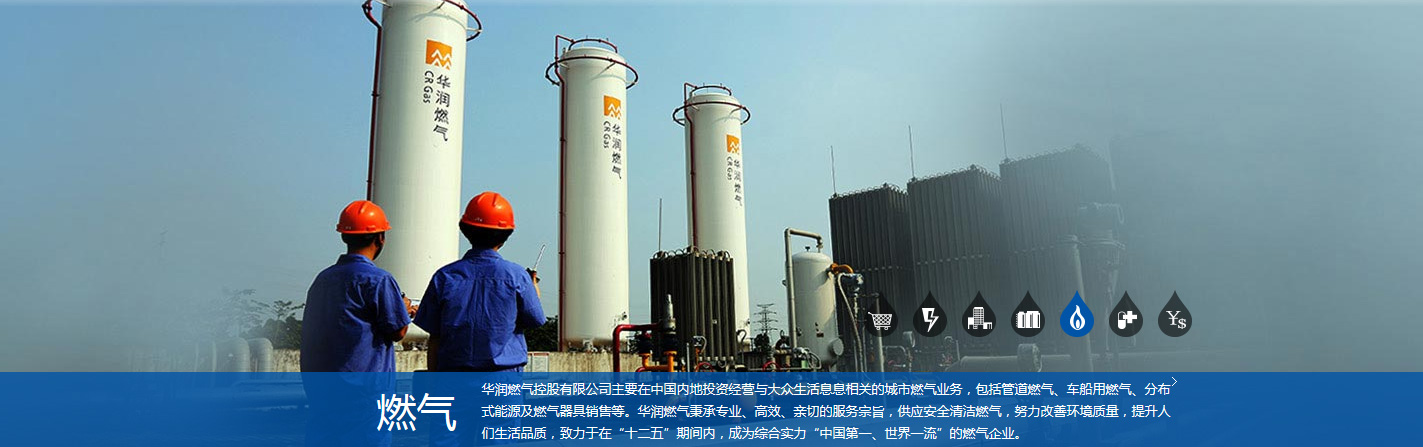 华润燃气
CR Gas
华润燃气
CR Gas
华润燃气
CR Gas
¥$
燃气
华润燃气控股有限公司主要在中国内地投资经营与大众生活息息相关的城市燃气业务，包括管道燃气、车船用燃气、分布
式能源及燃气器具销售等。华润燃气秉承专业、高效、亲切的服务宗旨，供应安全清洁燃气，努力改善环境质量，提升人
们生活品质，致力于在“十二五”期间内，成为综合实力“中国第一、世界一流”的燃气企业。